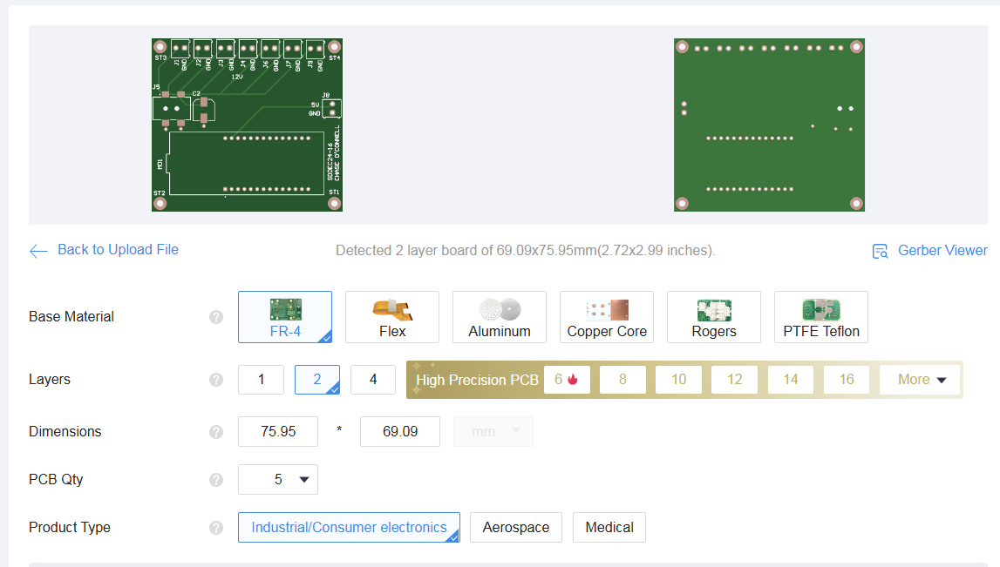 ST3 J1 GND J2 GND J3 GND J4 GND J6 GND J7 GND J9 GND ST4
12V
J5 C2 J8
5V
GND
MO1
SDDEC24-16
CHASE O'CONNELL
ST2 ST1
Back to Upload File Detected 2 layer board of 69.09x75.95mm(2.72x2.99 inches). Gerber Viewer
Base Material ? FR-4 Flex Aluminum Copper Core Rogers PTFE Teflon
Layers ? 1 2 4 High Precision PCB 6 8 10 12 14 16 More
Dimensions ? 75.95 * 69.09 mm
PCB Qty ? 5
Product Type ? Industrial/Consumer electronics Aerospace Medical